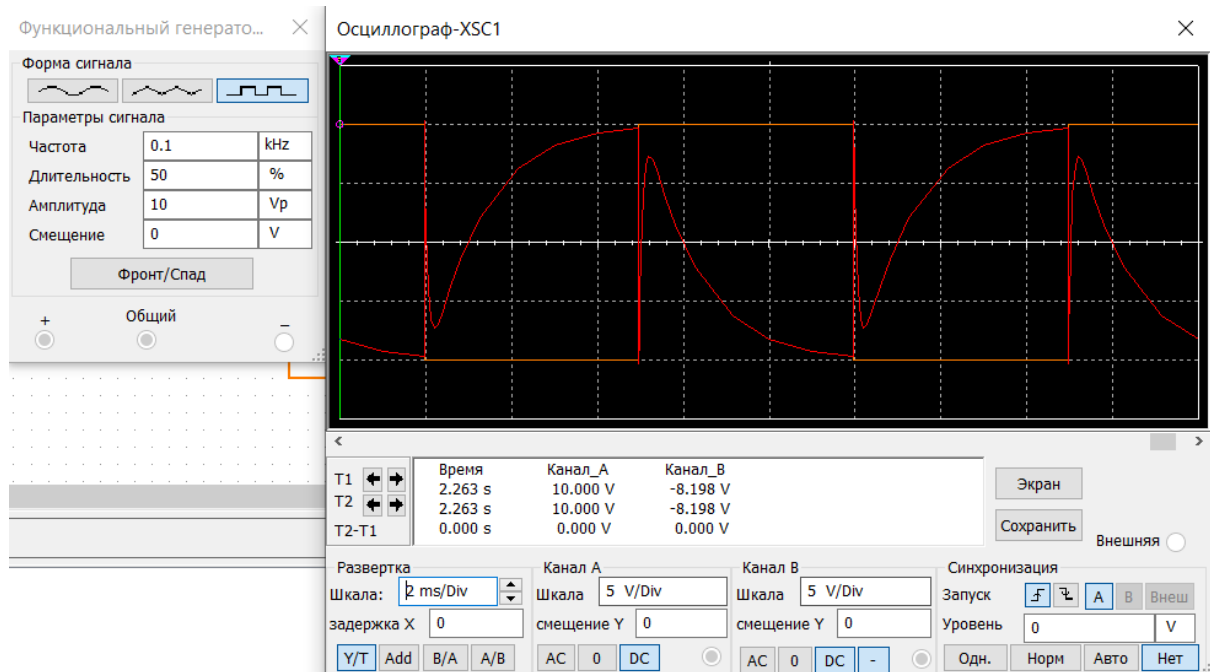 Функциональный генерато...
Форма сигнала
Параметры сигнала
Частота 0.1 kHz
Длительность 50 %
Амплитуда 10 Vp
Смещение 0 V
Фронт/Спад
+ Общий −
Осциллограф-XSC1
Время Канал_A Канал_B
T1 2.263 s 10.000 V -8.198 V
T2 2.263 s 10.000 V -8.198 V
T2-T1 0.000 s 0.000 V 0.000 V
Экран
Сохранить
Внешняя
Развертка
Шкала: 2 ms/Div
задержка X 0
Y/T Add B/A A/B
Канал A
Шкала 5 V/Div
смещение Y 0
AC 0 DC
Канал B
Шкала 5 V/Div
смещение Y 0
AC 0 DC -
Синхронизация
Запуск A B Внеш
Уровень 0 V
Одн. Норм Авто Нет